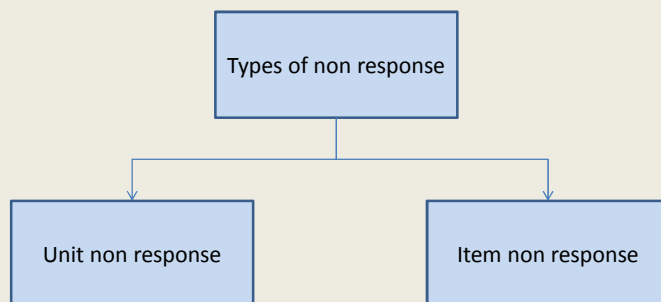 Types of non response
Unit non response
Item non response